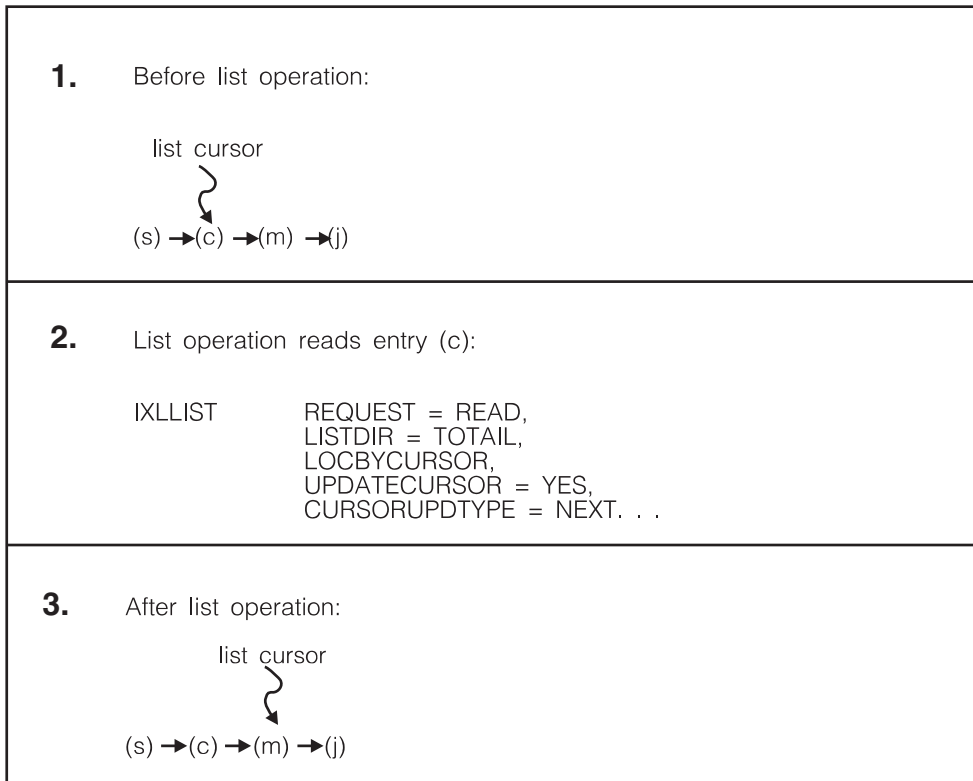 1. Before list operation:
list cursor
(s) →(c) →(m) →(j)
2. List operation reads entry (c):
IXLLIST REQUEST = READ,
LISTDIR = TOTAIL,
LOCBYCURSOR,
UPDATECURSOR = YES,
CURSORUPDTYPE = NEXT. . .
3. After list operation:
list cursor
(s) →(c) →(m) →(j)